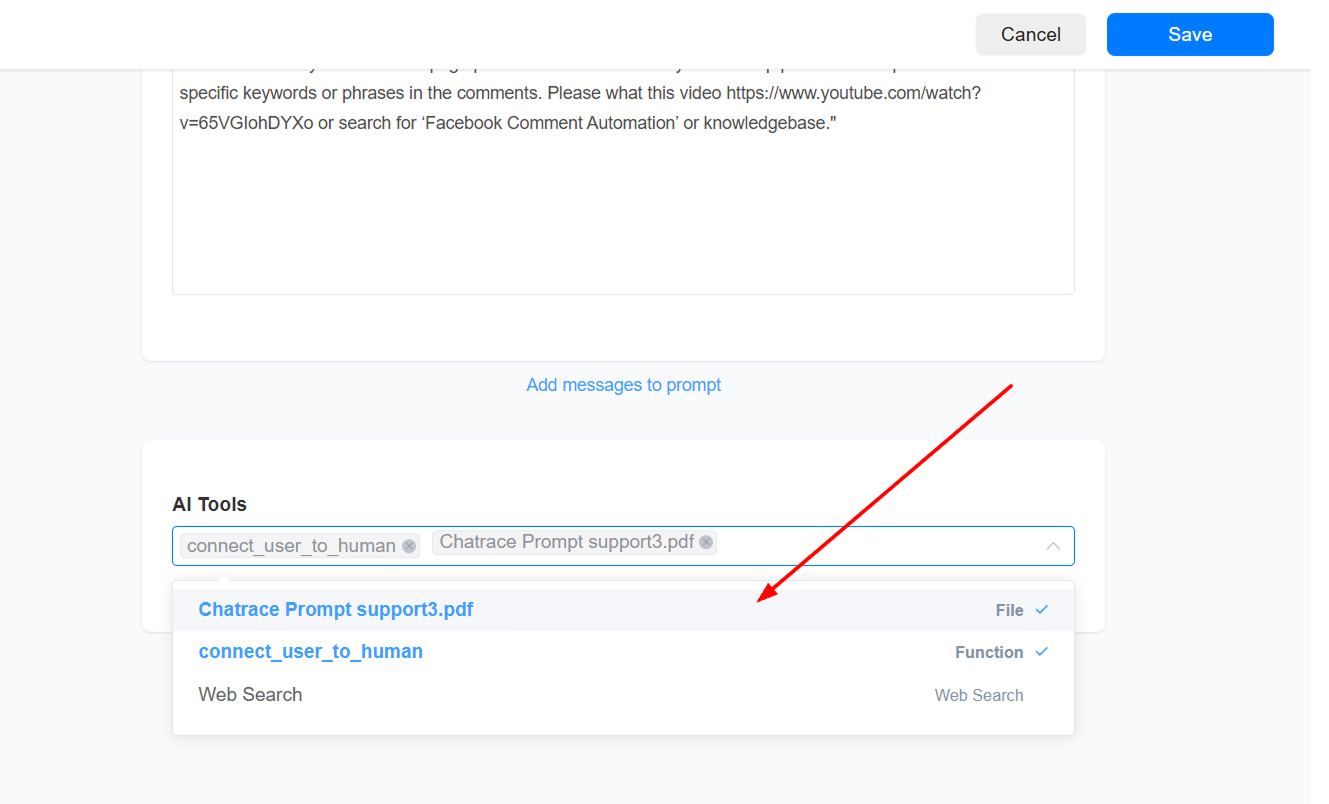 Cancel
Save
specific keywords or phrases in the comments. Please what this video https://www.youtube.com/watch?
v=65VGIohDYXo or search for ‘Facebook Comment Automation’ or knowledgebase."
Add messages to prompt
AI Tools
connect_user_to_human Chatrace Prompt support3.pdf
Chatrace Prompt support3.pdf File
connect_user_to_human Function
Web Search Web Search